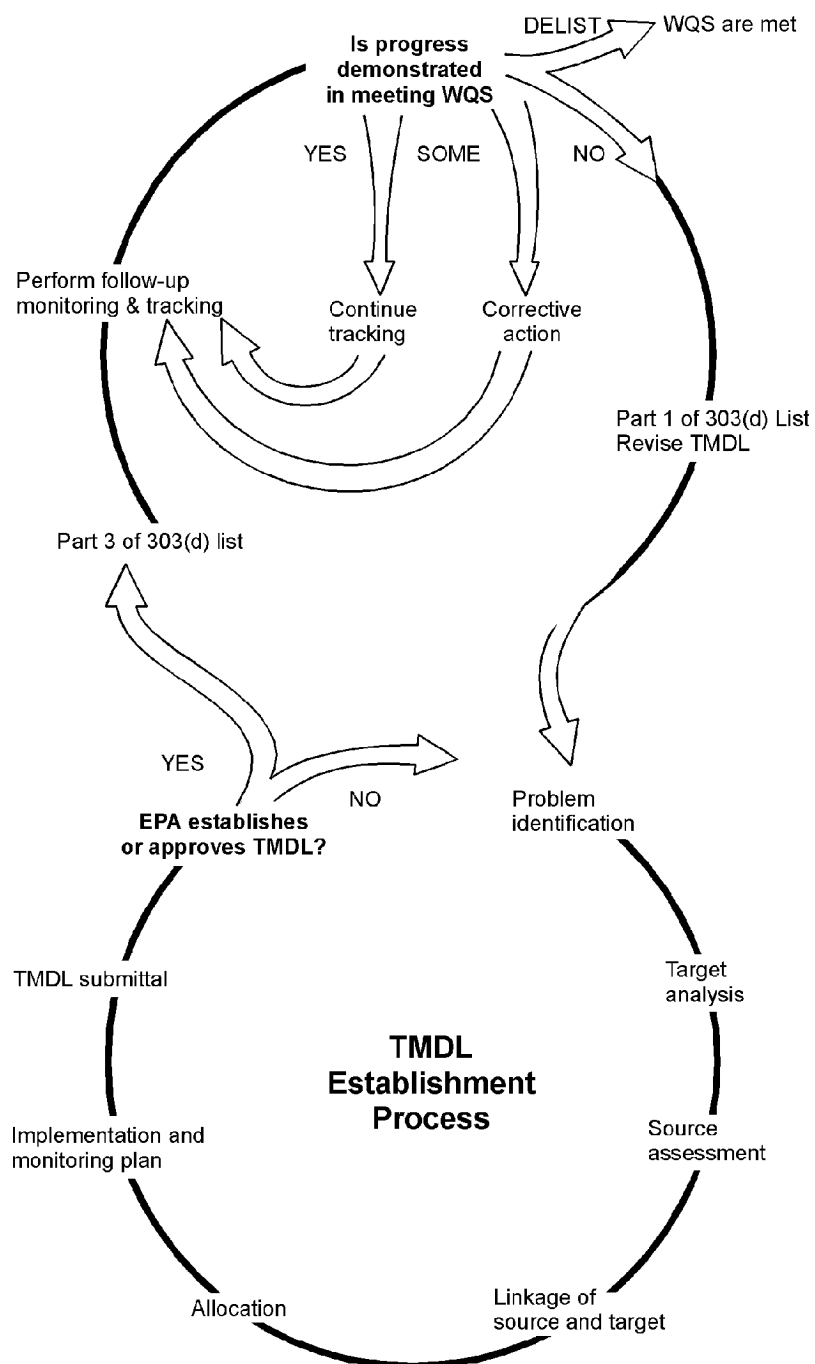 DELIST
WQS are met
Is progress
demonstrated
in meeting WQS
YES
SOME
NO
Perform follow-up
monitoring & tracking
Continue
tracking
Corrective
action
Part 1 of 303(d) List
Revise TMDL
Part 3 of 303(d) list
YES
NO
EPA establishes
or approves TMDL?
Problem
identification
TMDL submittal
Target
analysis
TMDL
Establishment
Process
Implementation and
monitoring plan
Source
assessment
Allocation
Linkage of
source and target